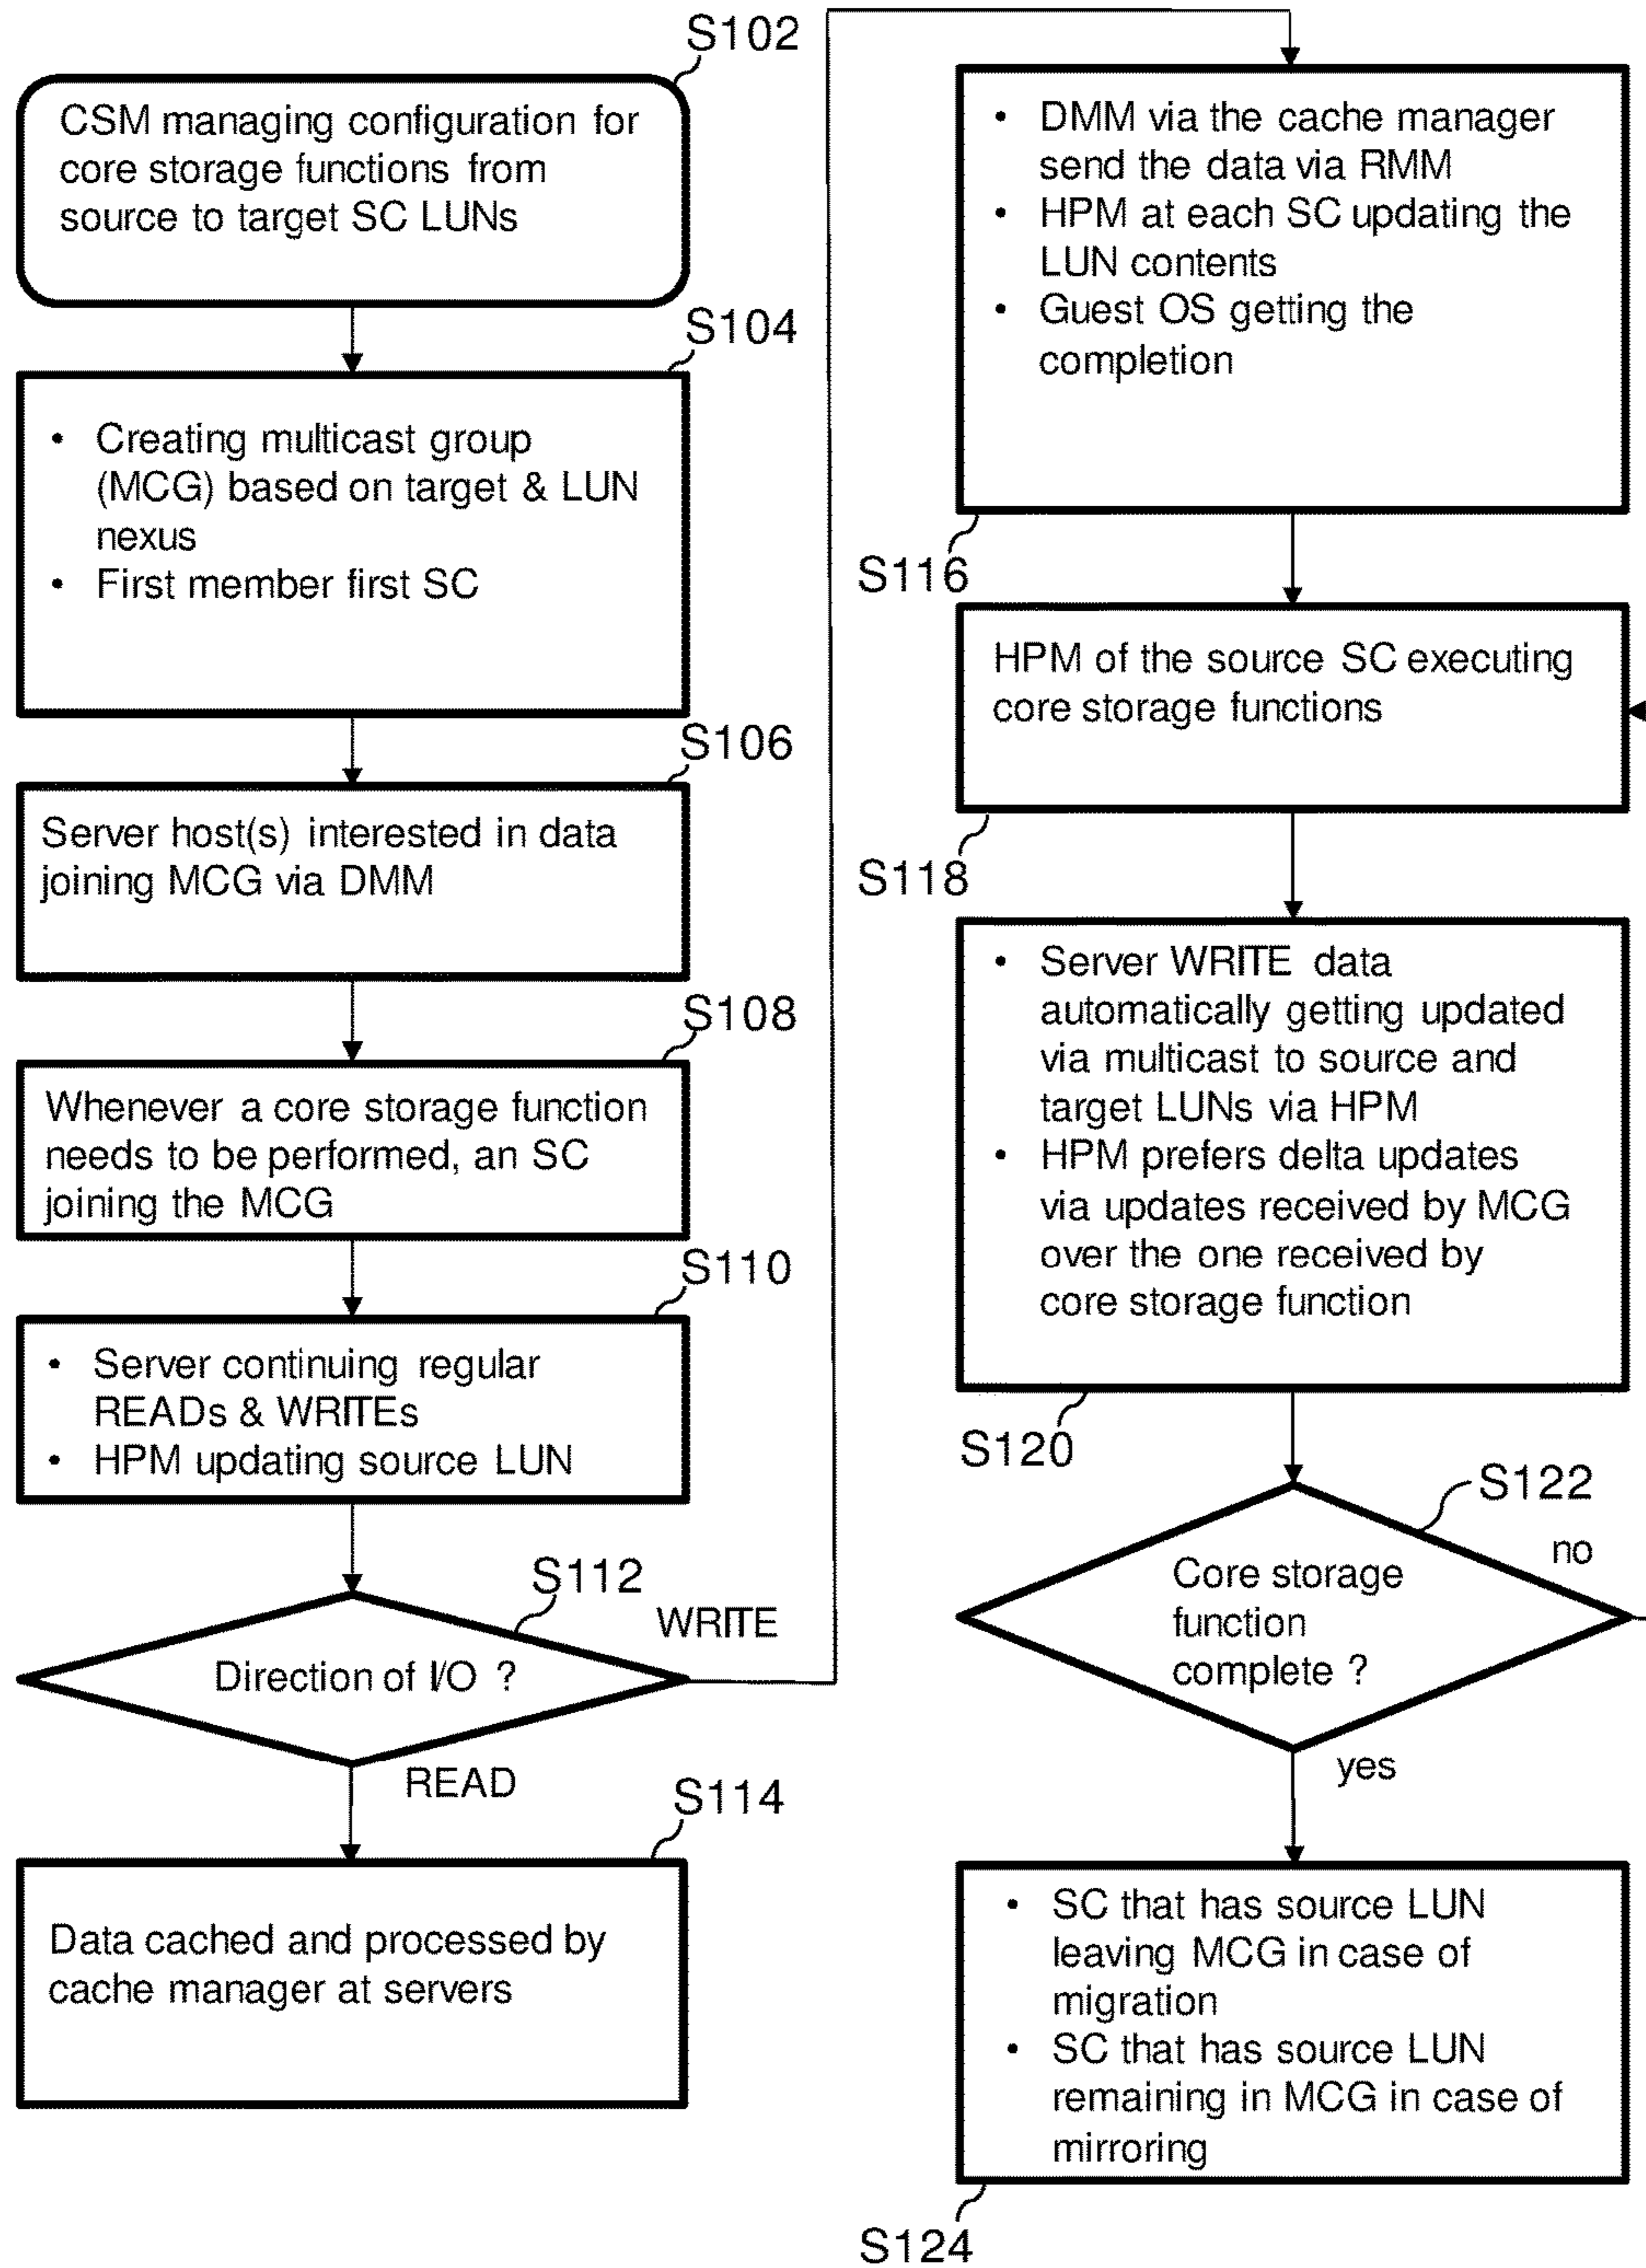 S102
CSM managing configuration for
core storage functions from
source to target SC LUNs
S104
• Creating multicast group
(MCG) based on target & LUN
nexus
• First member first SC
S106
Server host(s) interested in data
joining MCG via DMM
S108
Whenever a core storage function
needs to be performed, an SC
joining the MCG
S110
• Server continuing regular
READs & WRITEs
• HPM updating source LUN
S112
WRITE
Direction of I/O ?
READ
S114
Data cached and processed by
cache manager at servers
• DMM via the cache manager
send the data via RMM
• HPM at each SC updating the
LUN contents
• Guest OS getting the
completion
S116
HPM of the source SC executing
core storage functions
S118
• Server WRITE data
automatically getting updated
via multicast to source and
target LUNs via HPM
• HPM prefers delta updates
via updates received by MCG
over the one received by
core storage function
S120
S122
no
Core storage
function
complete ?
yes
• SC that has source LUN
leaving MCG in case of
migration
• SC that has source LUN
remaining in MCG in case of
mirroring
S124